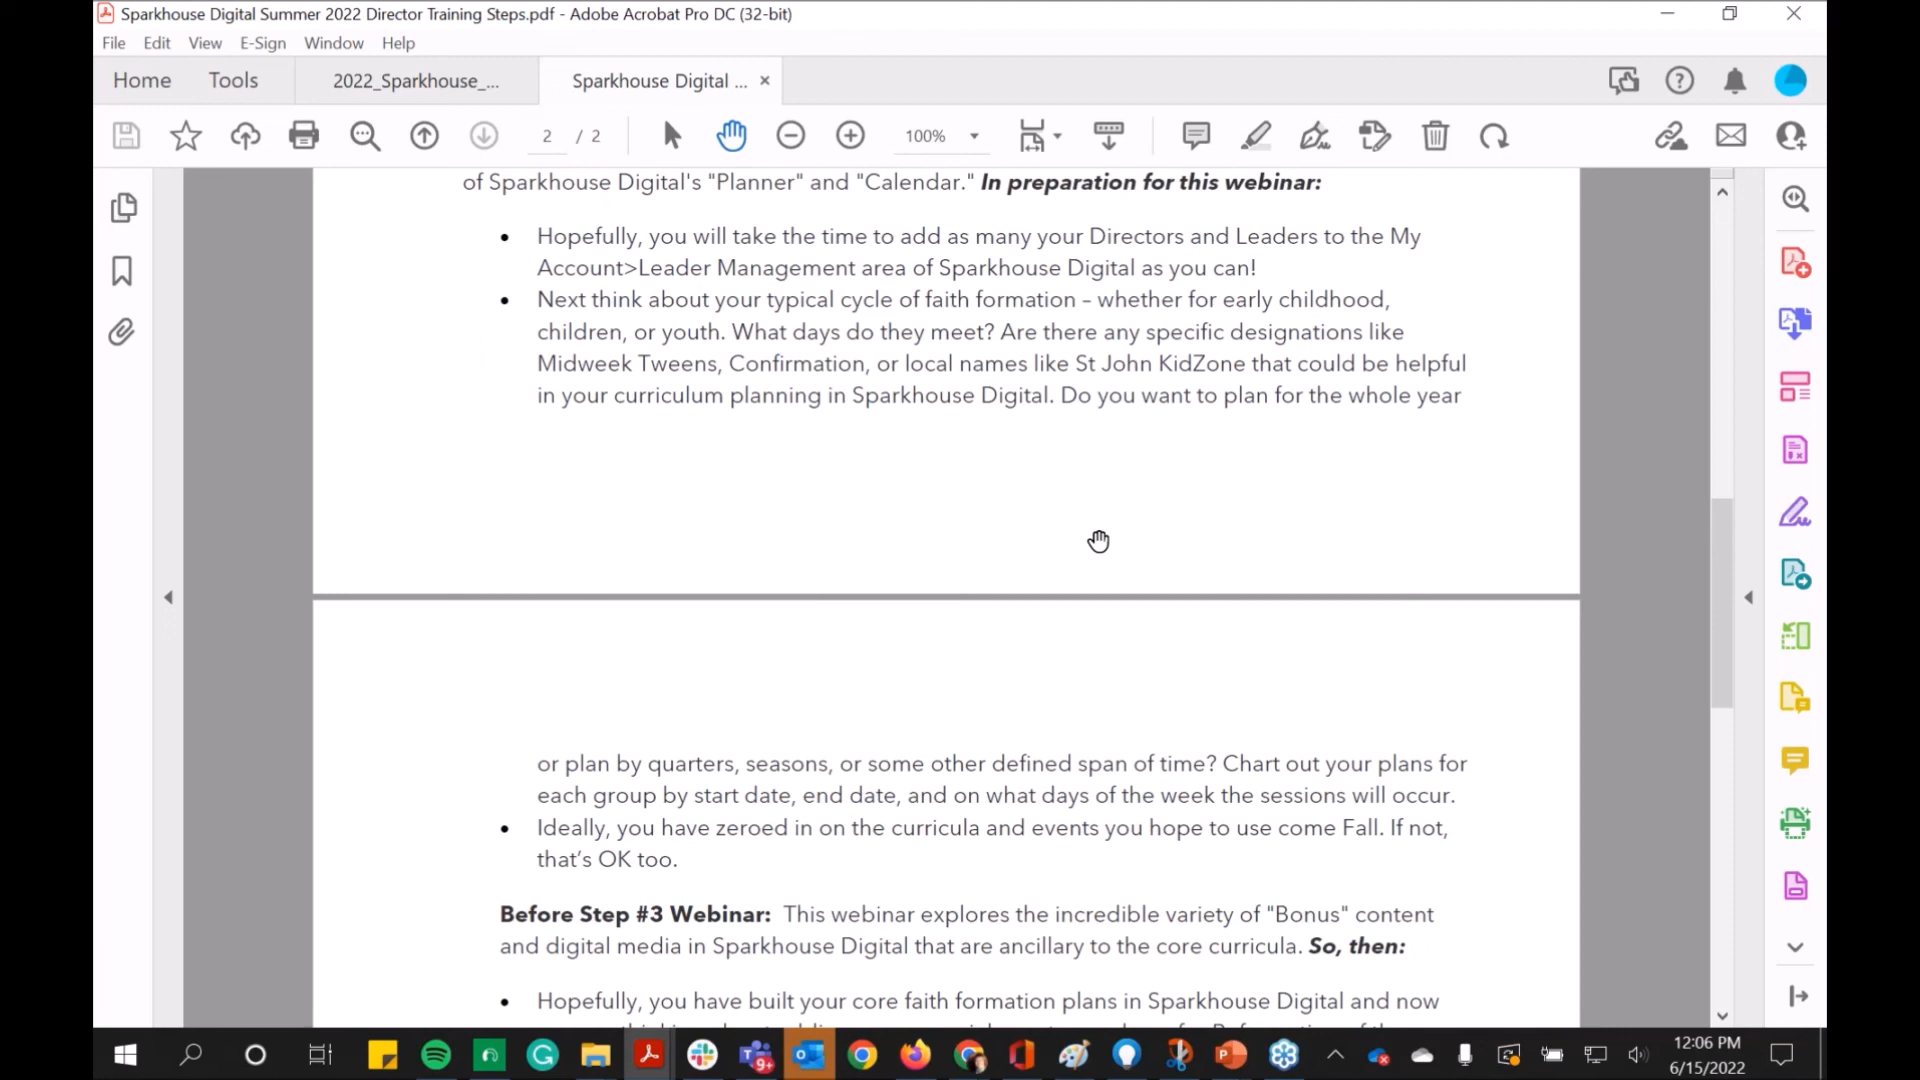 Sparkhouse Digital Summer 2022 Director Training Steps.pdf - Adobe Acrobat Pro DC (32-bit)
File Edit View E-Sign Window Help
Home Tools 2022_Sparkhouse_... Sparkhouse Digital ...
2 / 2 100%
of Sparkhouse Digital's "Planner" and "Calendar." In preparation for this webinar:
• Hopefully, you will take the time to add as many your Directors and Leaders to the My
Account>Leader Management area of Sparkhouse Digital as you can!
• Next think about your typical cycle of faith formation – whether for early childhood,
children, or youth. What days do they meet? Are there any specific designations like
Midweek Tweens, Confirmation, or local names like St John KidZone that could be helpful
in your curriculum planning in Sparkhouse Digital. Do you want to plan for the whole year
or plan by quarters, seasons, or some other defined span of time? Chart out your plans for
each group by start date, end date, and on what days of the week the sessions will occur.
• Ideally, you have zeroed in on the curricula and events you hope to use come Fall. If not,
that's OK too.
Before Step #3 Webinar: This webinar explores the incredible variety of "Bonus" content
and digital media in Sparkhouse Digital that are ancillary to the core curricula. So, then:
• Hopefully, you have built your core faith formation plans in Sparkhouse Digital and now
9+
12:06 PM
6/15/2022